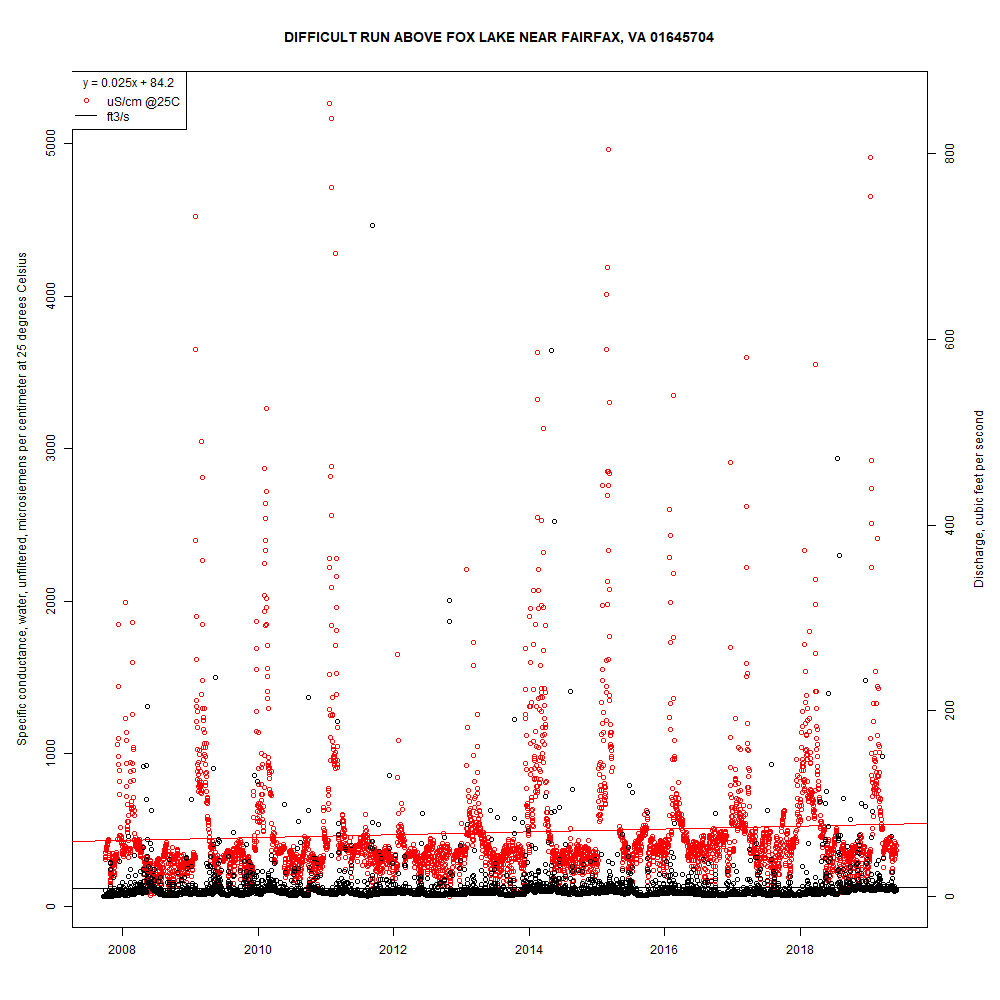 DIFFICULT RUN ABOVE FOX LAKE NEAR FAIRFAX, VA 01645704
y = 0.025x + 84.2
uS/cm @25C
ft3/s
Specific conductance, water, unfiltered, microsiemens per centimeter at 25 degrees Celsius
0
1000
2000
3000
4000
5000
2008
2010
2012
2014
2016
2018
0
200
400
600
800
Discharge, cubic feet per second